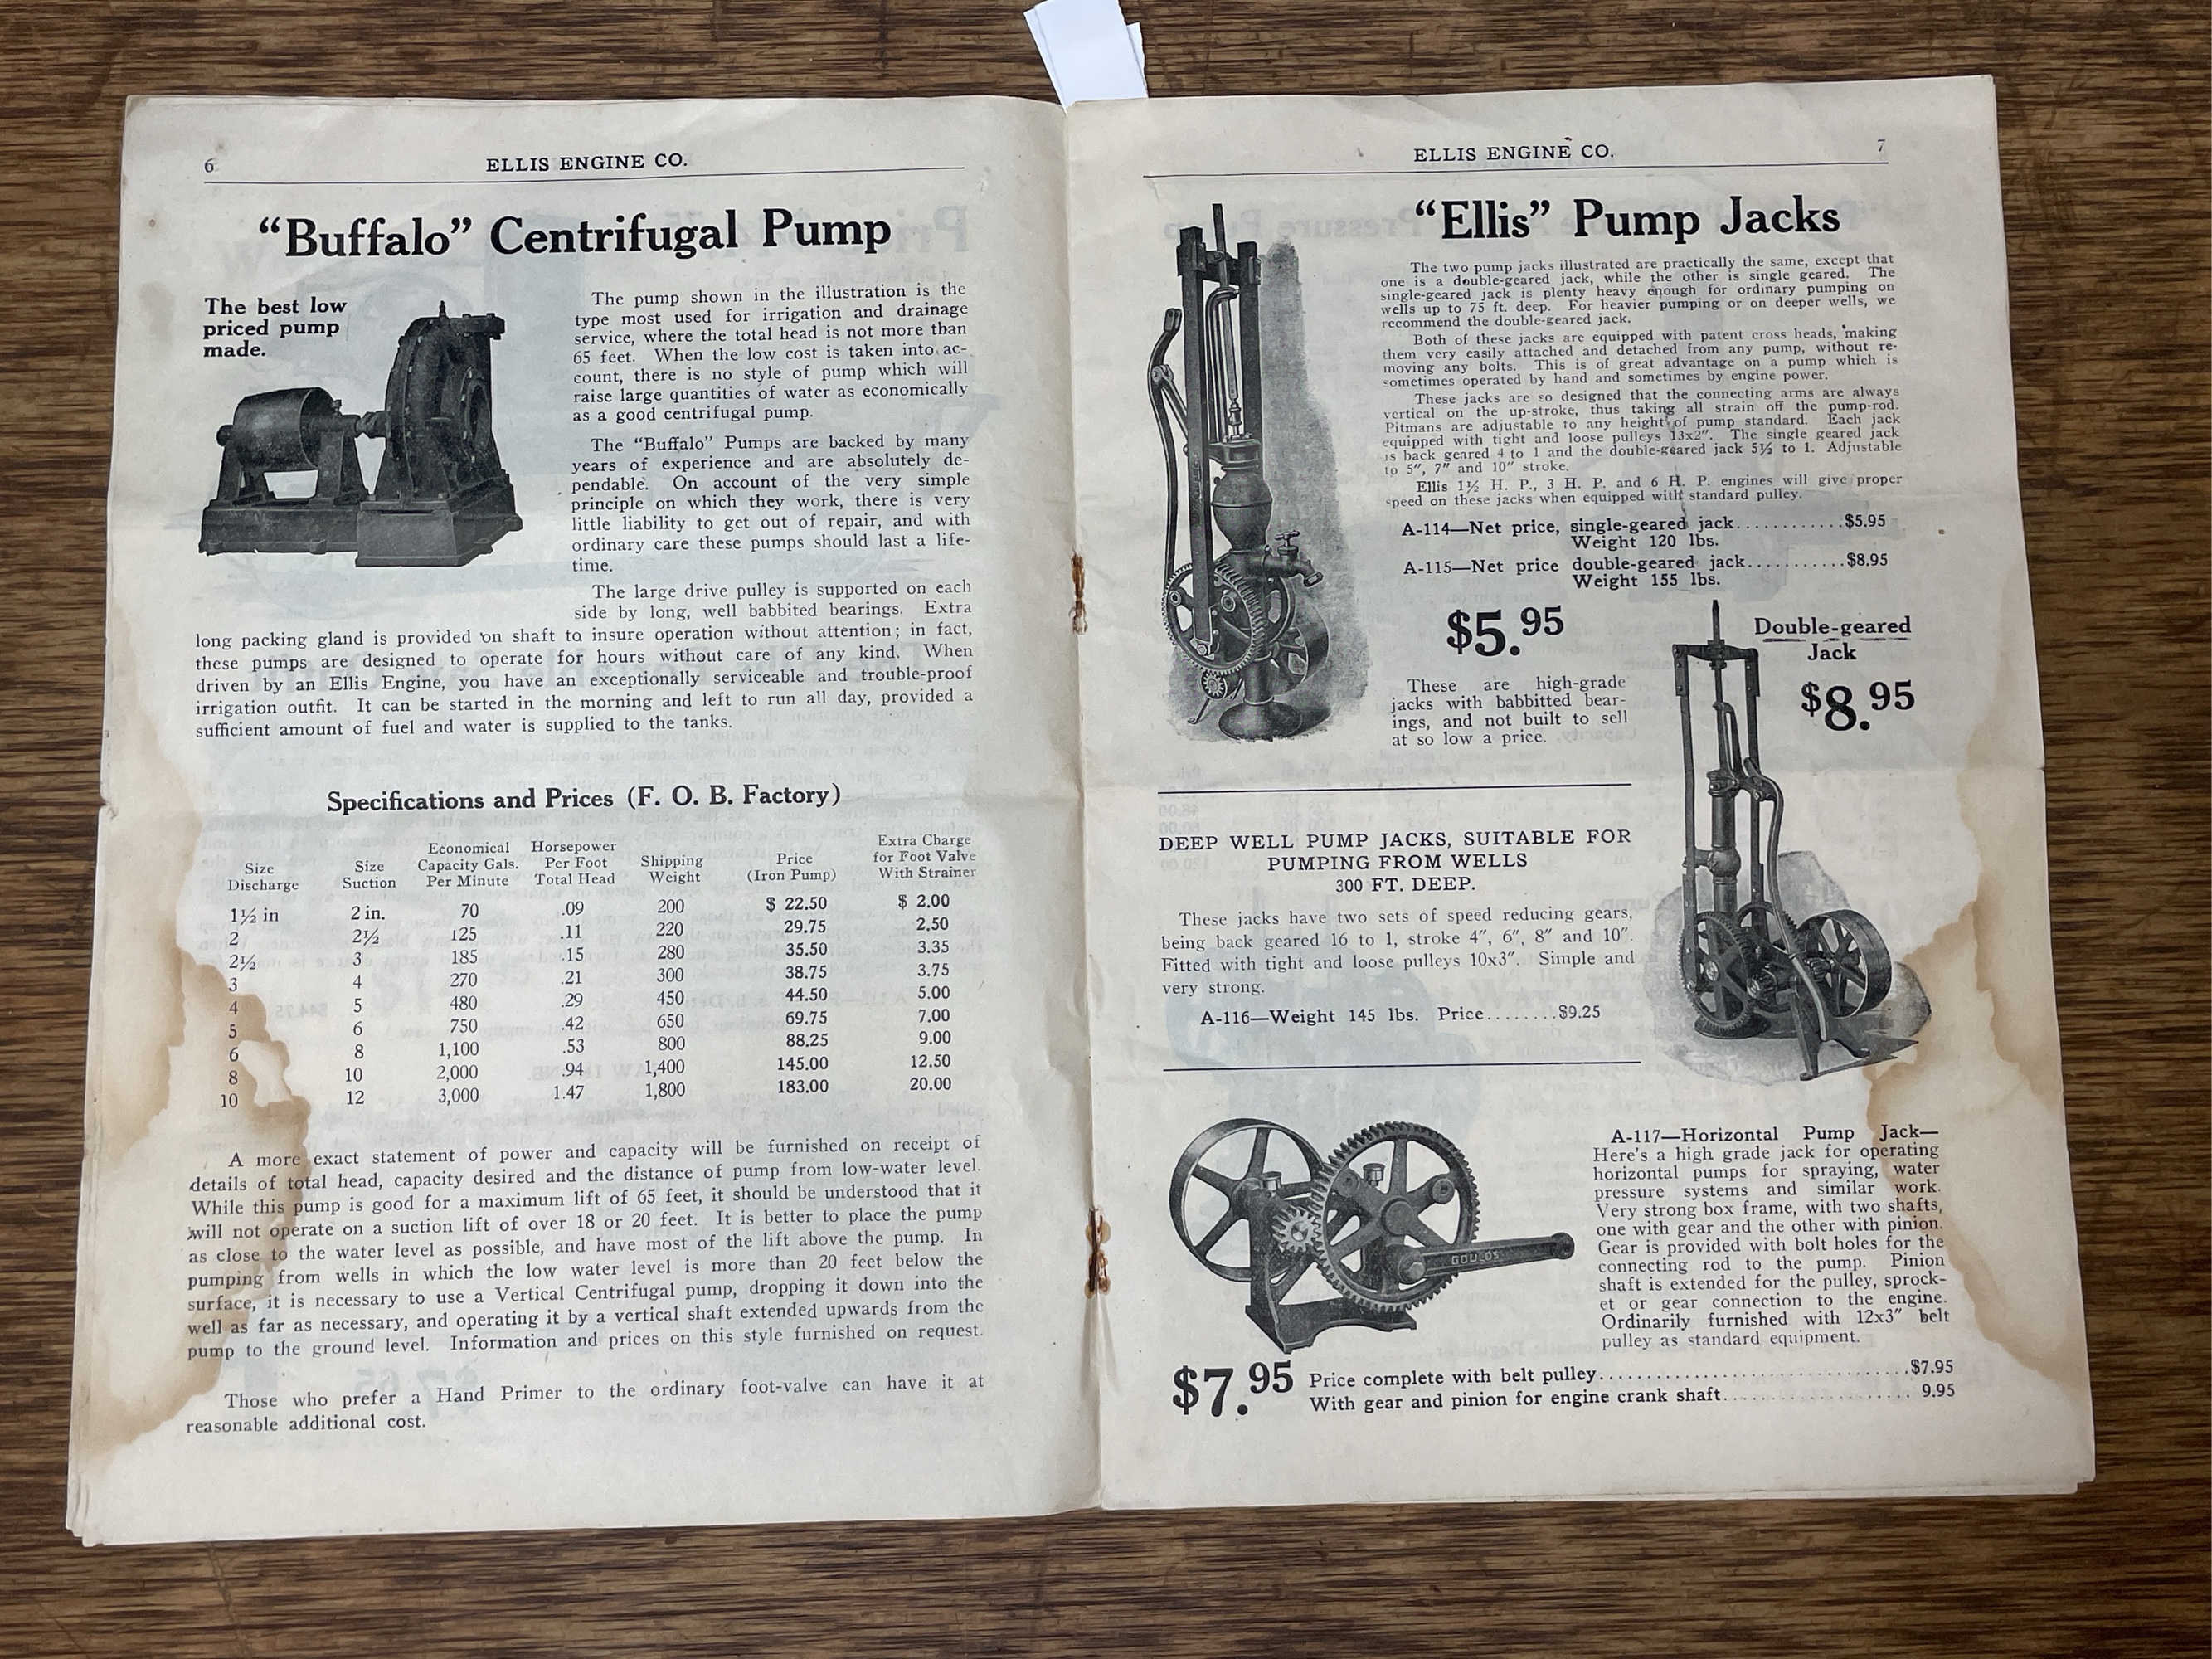 6
ELLIS ENGINE CO.
“Buffalo” Centrifugal Pump
The best low
priced pump
made.
The pump shown in the illustration is the
type most used for irrigation and drainage
service, where the total head is not more than
65 feet. When the low cost is taken into ac-
count, there is no style of pump which will
raise large quantities of water as economically
as a good centrifugal pump.
The “Buffalo” Pumps are backed by many
years of experience and are absolutely de-
pendable. On account of the very simple
principle on which they work, there is very
little liability to get out of repair, and with
ordinary care these pumps should last a life-
time.
The large drive pulley is supported on each
side by long, well babbited bearings. Extra
long packing gland is provided on shaft to insure operation without attention; in fact,
these pumps are designed to operate for hours without care of any kind. When
driven by an Ellis Engine, you have an exceptionally serviceable and trouble-proof
irrigation outfit. It can be started in the morning and left to run all day, provided a
sufficient amount of fuel and water is supplied to the tanks.
Specifications and Prices (F. O. B. Factory)
Size Discharge Size Suction Economical Capacity Gals. Per Minute Horsepower Per Foot Total Head Shipping Weight Price (Iron Pump) Extra Charge for Foot Valve With Strainer
1½ in 2 in. 70 .09 200 $ 22.50 $ 2.00
2 2½ 125 .11 220 29.75 2.50
2½ 3 185 .15 280 35.50 3.35
3 4 270 .21 300 38.75 3.75
4 5 480 .29 450 44.50 5.00
5 6 750 .42 650 69.75 7.00
6 8 1,100 .53 800 88.25 9.00
8 10 2,000 .94 1,400 145.00 12.50
10 12 3,000 1.47 1,800 183.00 20.00
A more exact statement of power and capacity will be furnished on receipt of
details of total head, capacity desired and the distance of pump from low-water level.
While this pump is good for a maximum lift of 65 feet, it should be understood that it
will not operate on a suction lift of over 18 or 20 feet. It is better to place the pump
as close to the water level as possible, and have most of the lift above the pump. In
pumping from wells in which the low water level is more than 20 feet below the
surface, it is necessary to use a Vertical Centrifugal pump, dropping it down into the
well as far as necessary, and operating it by a vertical shaft extended upwards from the
pump to the ground level. Information and prices on this style furnished on request.
Those who prefer a Hand Primer to the ordinary foot-valve can have it at
reasonable additional cost.
ELLIS ENGINE CO.
7
“Ellis” Pump Jacks
The two pump jacks illustrated are practically the same, except that
one is a double-geared jack, while the other is single geared. The
single-geared jack is plenty heavy enough for ordinary pumping on
wells up to 75 ft. deep. For heavier pumping or on deeper wells, we
recommend the double-geared jack.
Both of these jacks are equipped with patent cross heads, making
them very easily attached and detached from any pump, without re-
moving any bolts. This is of great advantage on a pump which is
sometimes operated by hand and sometimes by engine power.
These jacks are so designed that the connecting arms are always
vertical on the up-stroke, thus taking all strain off the pump-rod.
Pitmans are adjustable to any height of pump standard. Each jack
equipped with tight and loose pulleys 13x2″. The single geared jack
is back geared 4 to 1 and the double-geared jack 5½ to 1. Adjustable
to 5″, 7″ and 10″ stroke.
Ellis 1½ H. P., 3 H. P. and 6 H. P. engines will give proper
speed on these jacks when equipped with standard pulley.
A-114—Net price, single-geared jack............$5.95
Weight 120 lbs.
A-115—Net price double-geared jack..........$8.95
Weight 155 lbs.
$5.95
These are high-grade
jacks with babbitted bear-
ings, and not built to sell
at so low a price.
Double-geared
Jack
$8.95
DEEP WELL PUMP JACKS, SUITABLE FOR
PUMPING FROM WELLS
300 FT. DEEP.
These jacks have two sets of speed reducing gears,
being back geared 16 to 1, stroke 4″, 6″, 8″ and 10″.
Fitted with tight and loose pulleys 10x3″. Simple and
very strong.
A-116—Weight 145 lbs. Price........$9.25
GOULDS
A-117—Horizontal Pump Jack—
Here's a high grade jack for operating
horizontal pumps for spraying, water
pressure systems and similar work.
Very strong box frame, with two shafts,
one with gear and the other with pinion.
Gear is provided with bolt holes for the
connecting rod to the pump. Pinion
shaft is extended for the pulley, sprock-
et or gear connection to the engine.
Ordinarily furnished with 12x3″ belt
pulley as standard equipment.
$7.95
Price complete with belt pulley..................................$7.95
With gear and pinion for engine crank shaft.................... 9.95